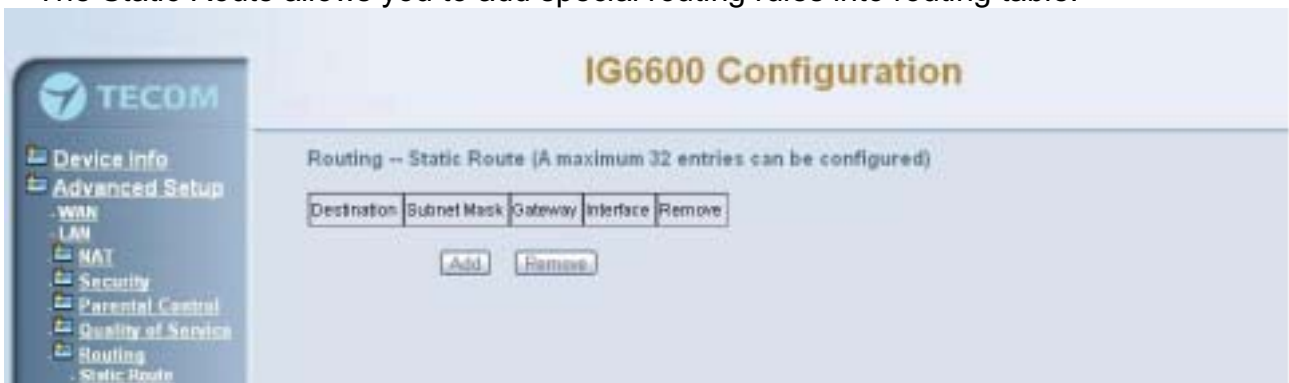 The Static Route allows you to add special routing rules into routing table.
IG6600 Configuration
TECOM
Device Info
Advanced Setup
- WAN
- LAN
NAT
Security
Parental Control
Quality of Service
Routing
- Static Route
Routing -- Static Route (A maximum 32 entries can be configured)
Destination Subnet Mask Gateway Interface Remove
Add Remove